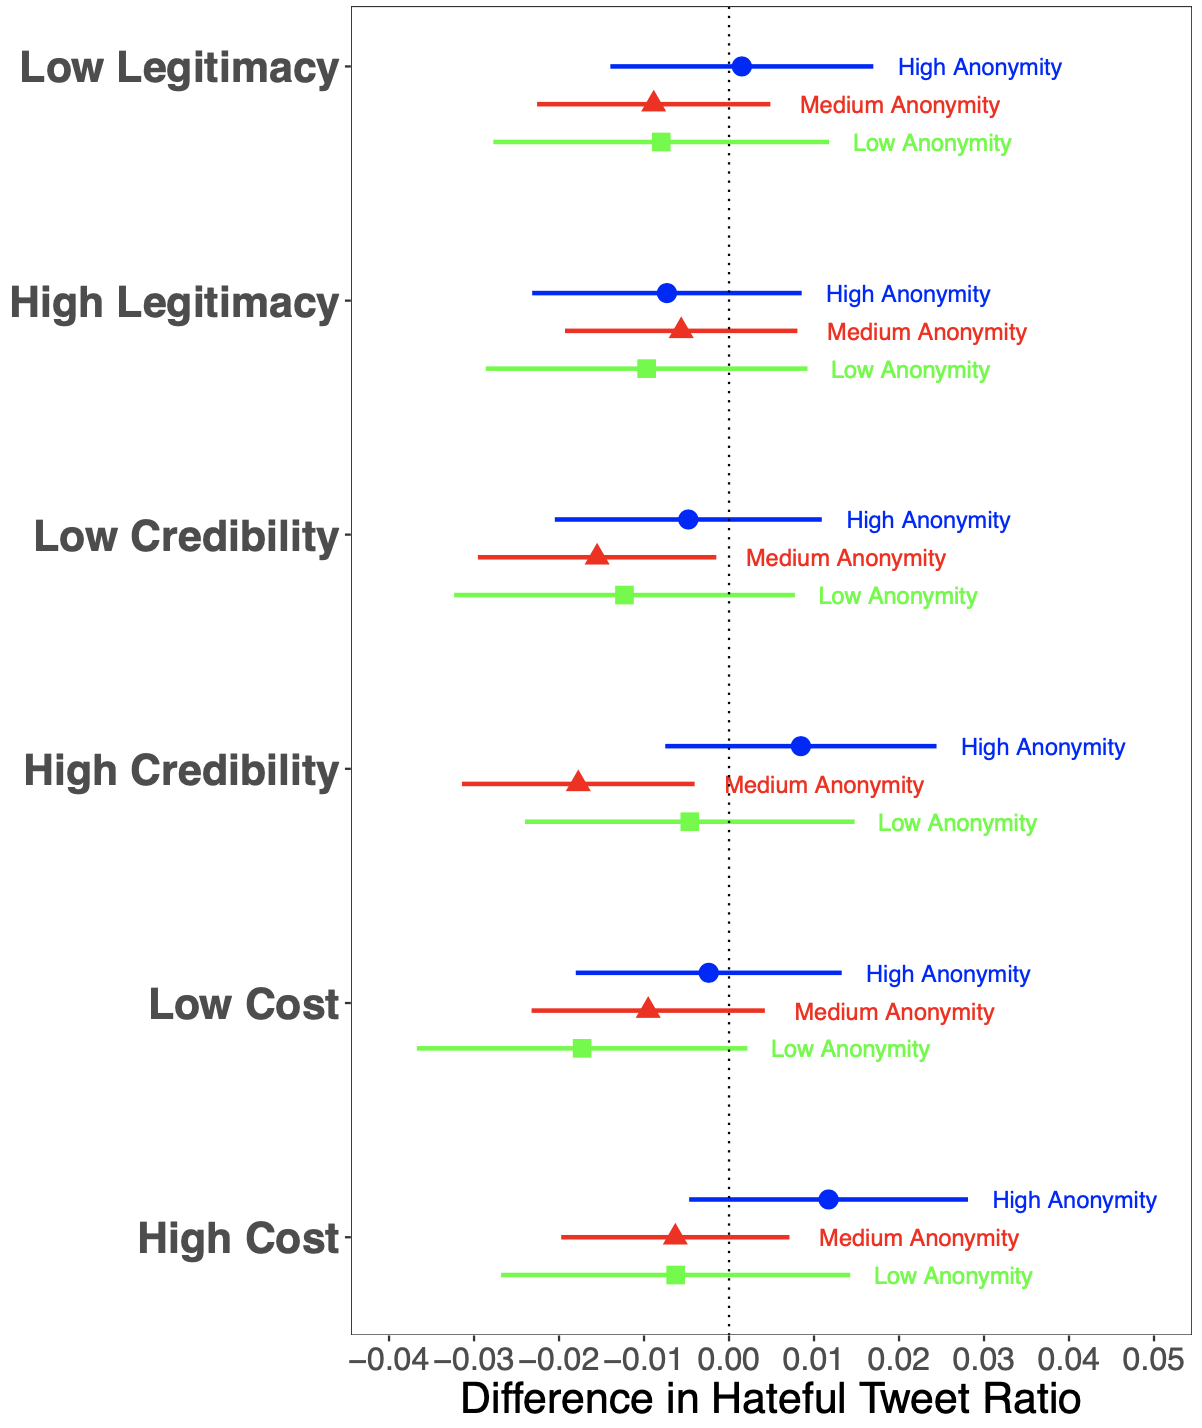 Low Legitimacy
High Anonymity
Medium Anonymity
Low Anonymity
High Legitimacy
High Anonymity
Medium Anonymity
Low Anonymity
Low Credibility
High Anonymity
Medium Anonymity
Low Anonymity
High Credibility
High Anonymity
Medium Anonymity
Low Anonymity
Low Cost
High Anonymity
Medium Anonymity
Low Anonymity
High Cost
High Anonymity
Medium Anonymity
Low Anonymity
−0.04 −0.03 −0.02 −0.01 0.00 0.01 0.02 0.03 0.04 0.05
Difference in Hateful Tweet Ratio